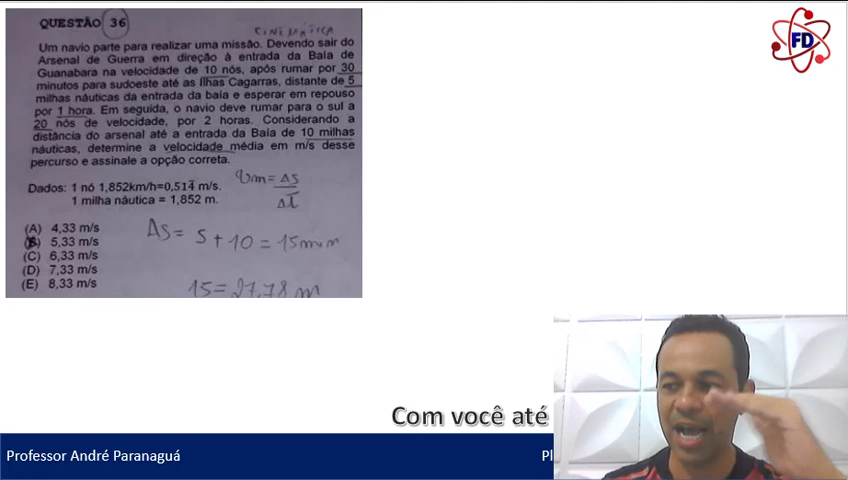 QUESTÃO 36
CINEMÁTICA
Um navio parte para realizar uma missão. Devendo sair do
Arsenal de Guerra em direção à entrada da Baía de
Guanabara na velocidade de 10 nós, após rumar por 30
minutos para sudoeste até as Ilhas Cagarras, distante de 5
milhas náuticas da entrada da baía e esperar em repouso
por 1 hora. Em seguida, o navio deve rumar para o sul a
20 nós de velocidade, por 2 horas. Considerando a
distância do arsenal até a entrada da Baía de 10 milhas
náuticas, determine a velocidade média em m/s desse
percurso e assinale a opção correta.
Vm = ΔS
Δt
Dados: 1 nó 1,852km/h=0,514 m/s.
1 milha náutica = 1,852 m.
(A) 4,33 m/s
(B) 5,33 m/s
(C) 6,33 m/s
(D) 7,33 m/s
(E) 8,33 m/s
ΔS = 5 + 10 = 15
15 = 27,78 m
FD
Com você até
Professor André Paranaguá
Pl